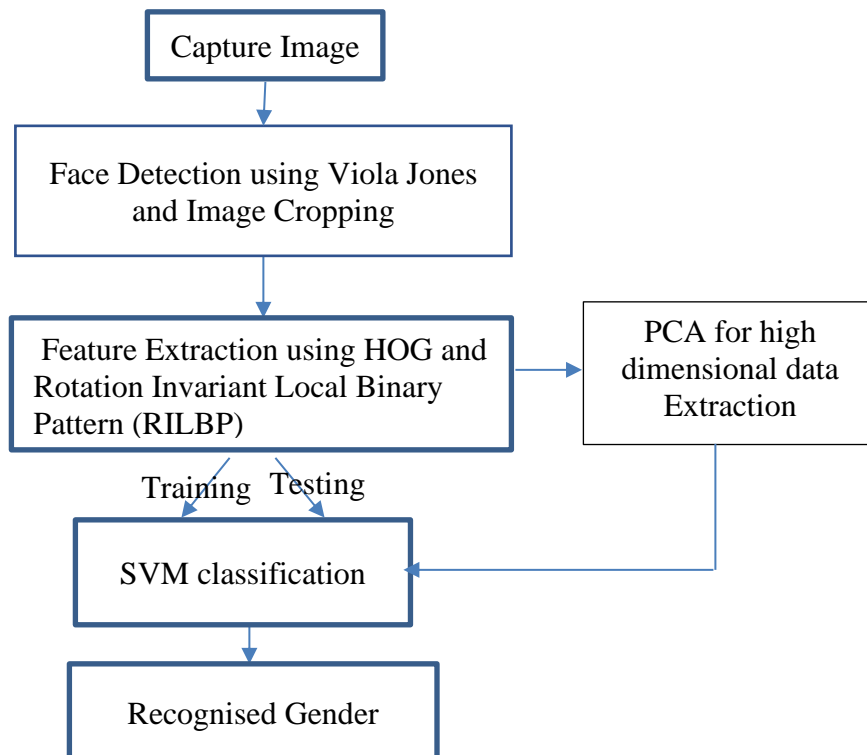 Capture Image
Face Detection using Viola Jones
and Image Cropping
Feature Extraction using HOG and
Rotation Invariant Local Binary
Pattern (RILBP)
PCA for high
dimensional data
Extraction
Training Testing
SVM classification
Recognised Gender